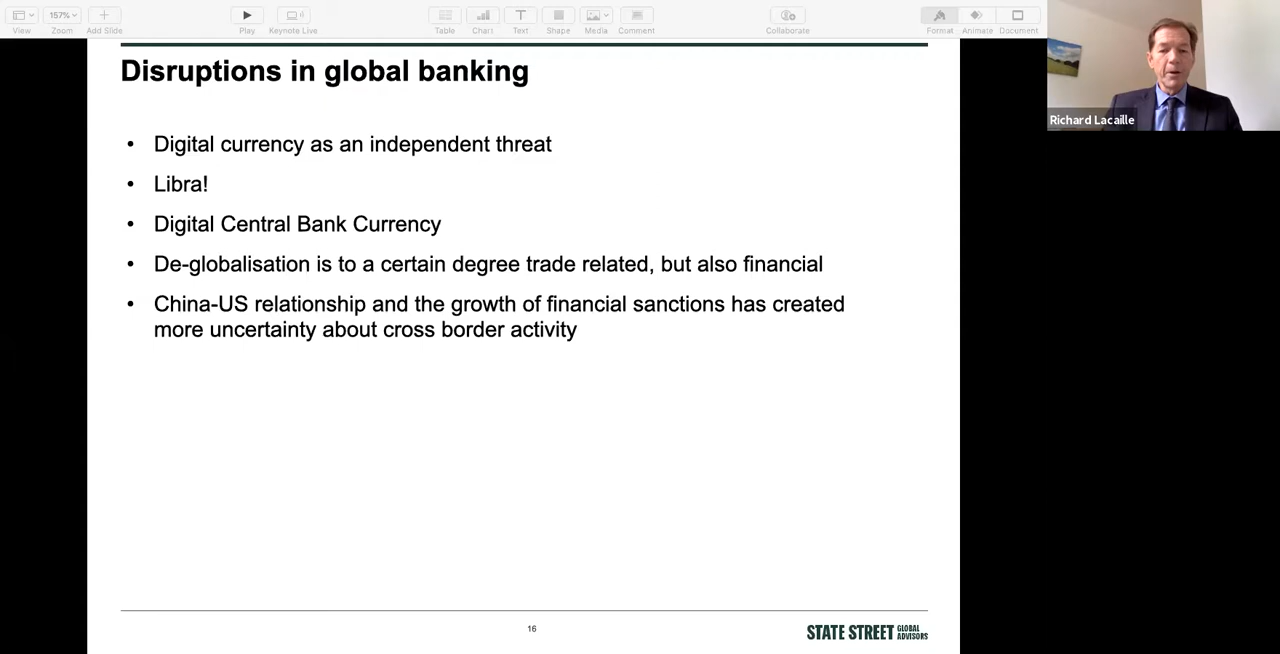 157%
View
Zoom
Add Slide
Play
Keynote Live
Table
Chart
Text
Shape
Media
Comment
Collaborate
Format
Animate
Document
Richard Lacaille
Disruptions in global banking
• Digital currency as an independent threat
• Libra!
• Digital Central Bank Currency
• De-globalisation is to a certain degree trade related, but also financial
• China-US relationship and the growth of financial sanctions has created
more uncertainty about cross border activity
16
STATE STREET GLOBAL
ADVISORS